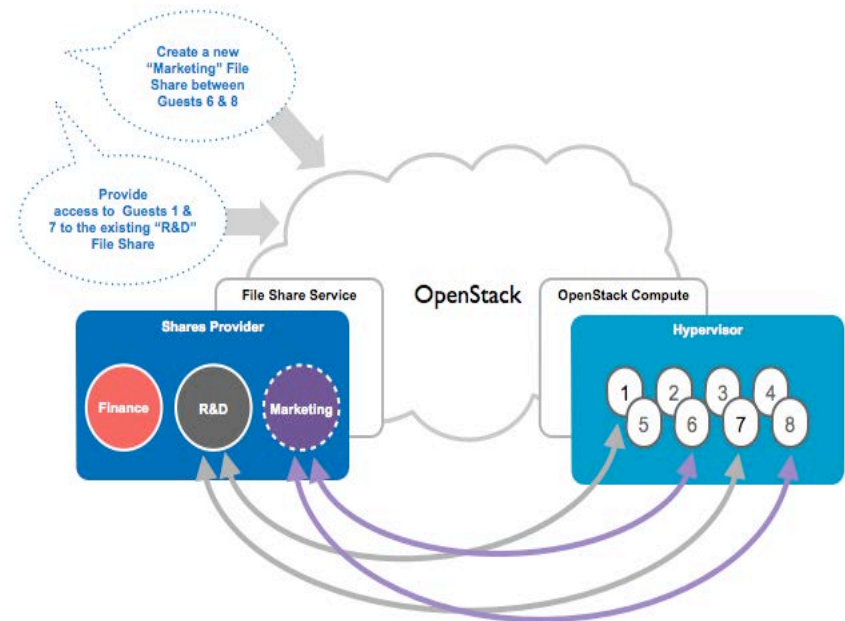 Create a new
“Marketing” File
Share between
Guests 6 & 8
Provide
access to Guests 1 &
7 to the existing “R&D”
File Share
File Share Service
OpenStack
OpenStack Compute
Shares Provider
Hypervisor
Finance
R&D
Marketing
1 2 3 4
5 6 7 8